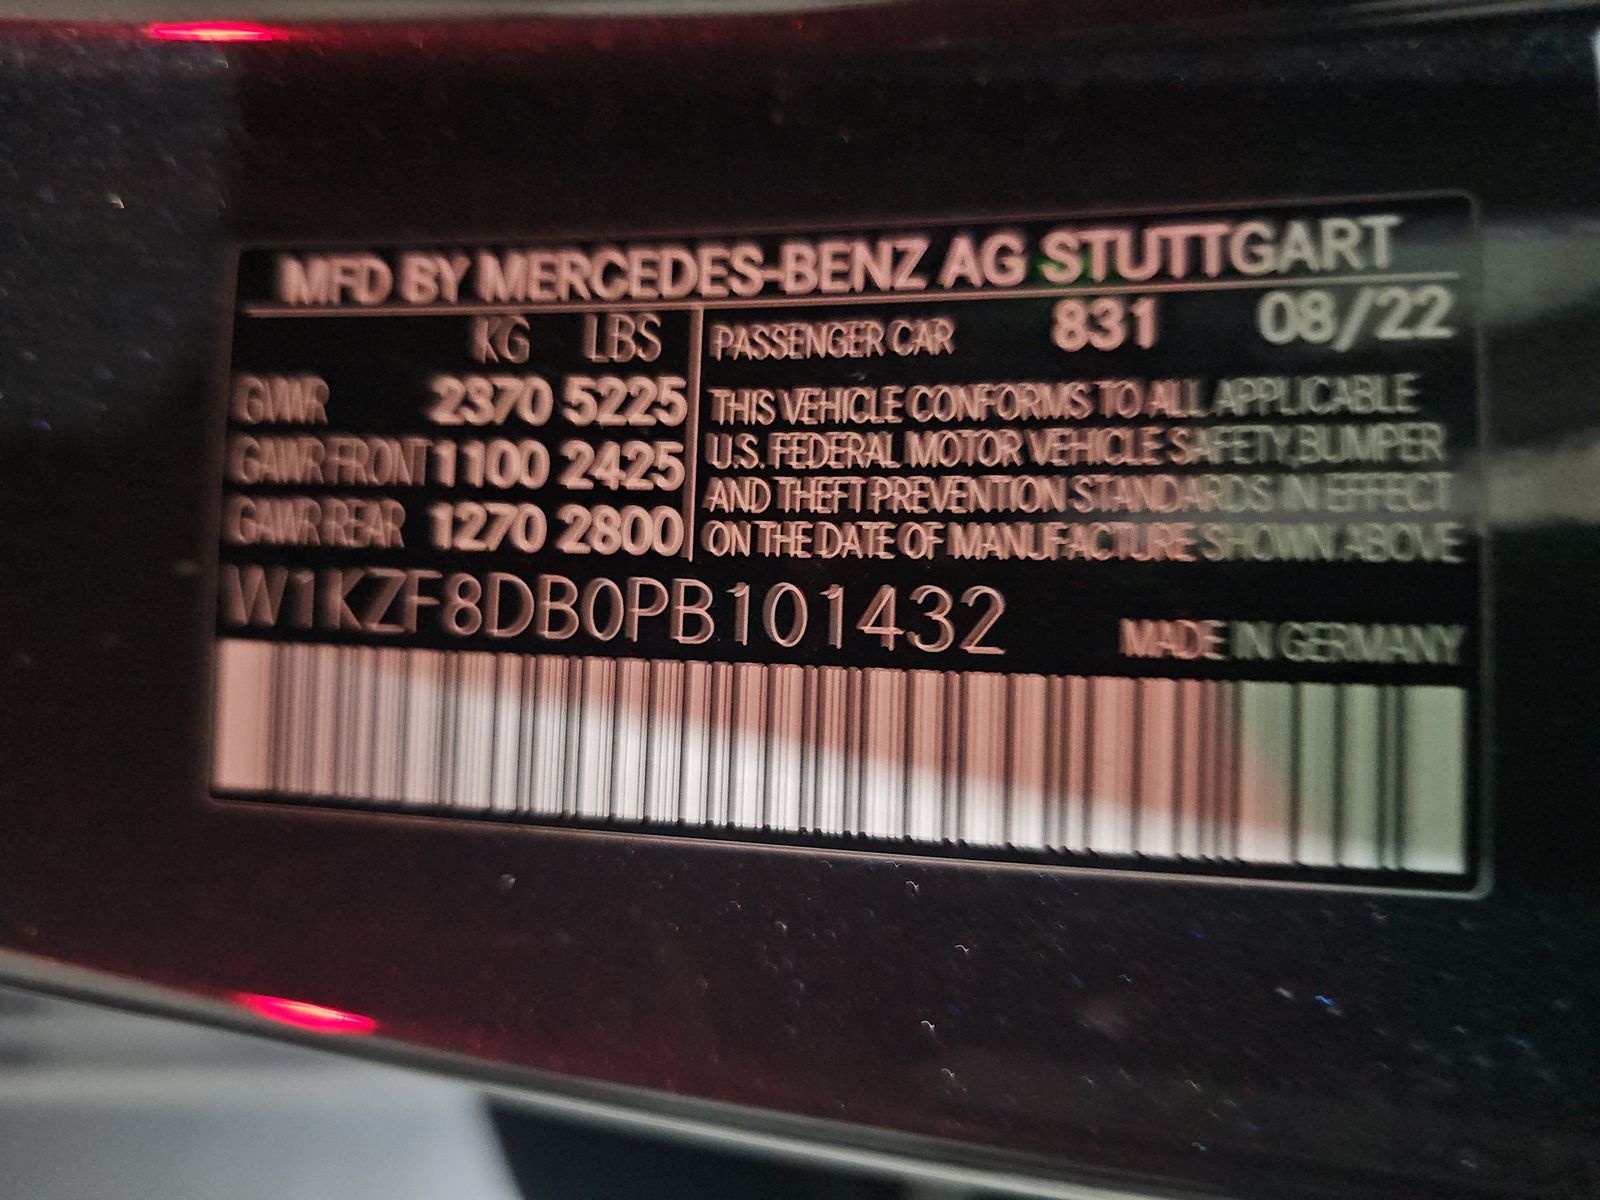 MFD BY MERCEDES-BENZ AG STUTTGART
KG LBS
GVWR 2370 5225
GAWR FRONT 1100 2425
GAWR REAR 1270 2800
PASSENGER CAR 831 08/22
THIS VEHICLE CONFORMS TO ALL APPLICABLE
U.S. FEDERAL MOTOR VEHICLE SAFETY,BUMPER
AND THEFT PREVENTION STANDARDS IN EFFECT
ON THE DATE OF MANUFACTURE SHOWN ABOVE
W1KZF8DB0PB101432
MADE IN GERMANY